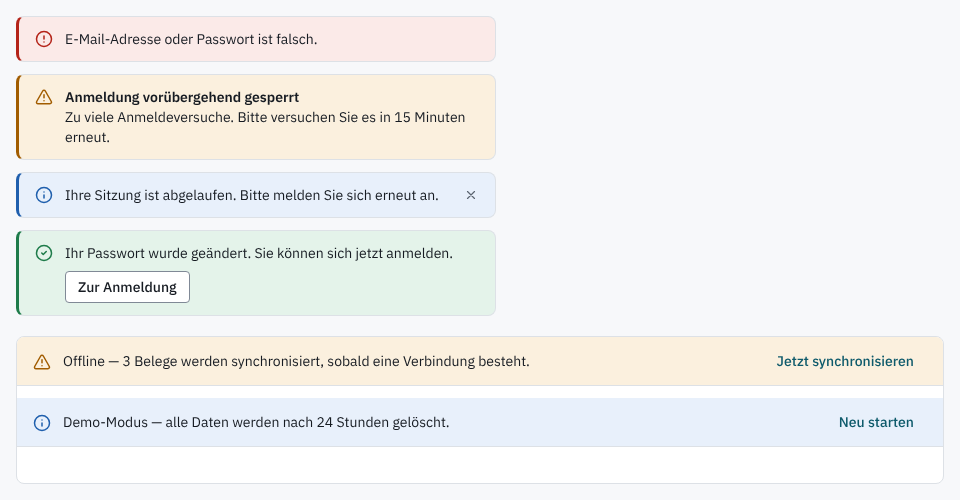 E-Mail-Adresse oder Passwort ist falsch.
Anmeldung vorübergehend gesperrt
Zu viele Anmeldeversuche. Bitte versuchen Sie es in 15 Minuten
erneut.
Ihre Sitzung ist abgelaufen. Bitte melden Sie sich erneut an.
Ihr Passwort wurde geändert. Sie können sich jetzt anmelden.
Zur Anmeldung
Offline — 3 Belege werden synchronisiert, sobald eine Verbindung besteht. Jetzt synchronisieren
Demo-Modus — alle Daten werden nach 24 Stunden gelöscht. Neu starten